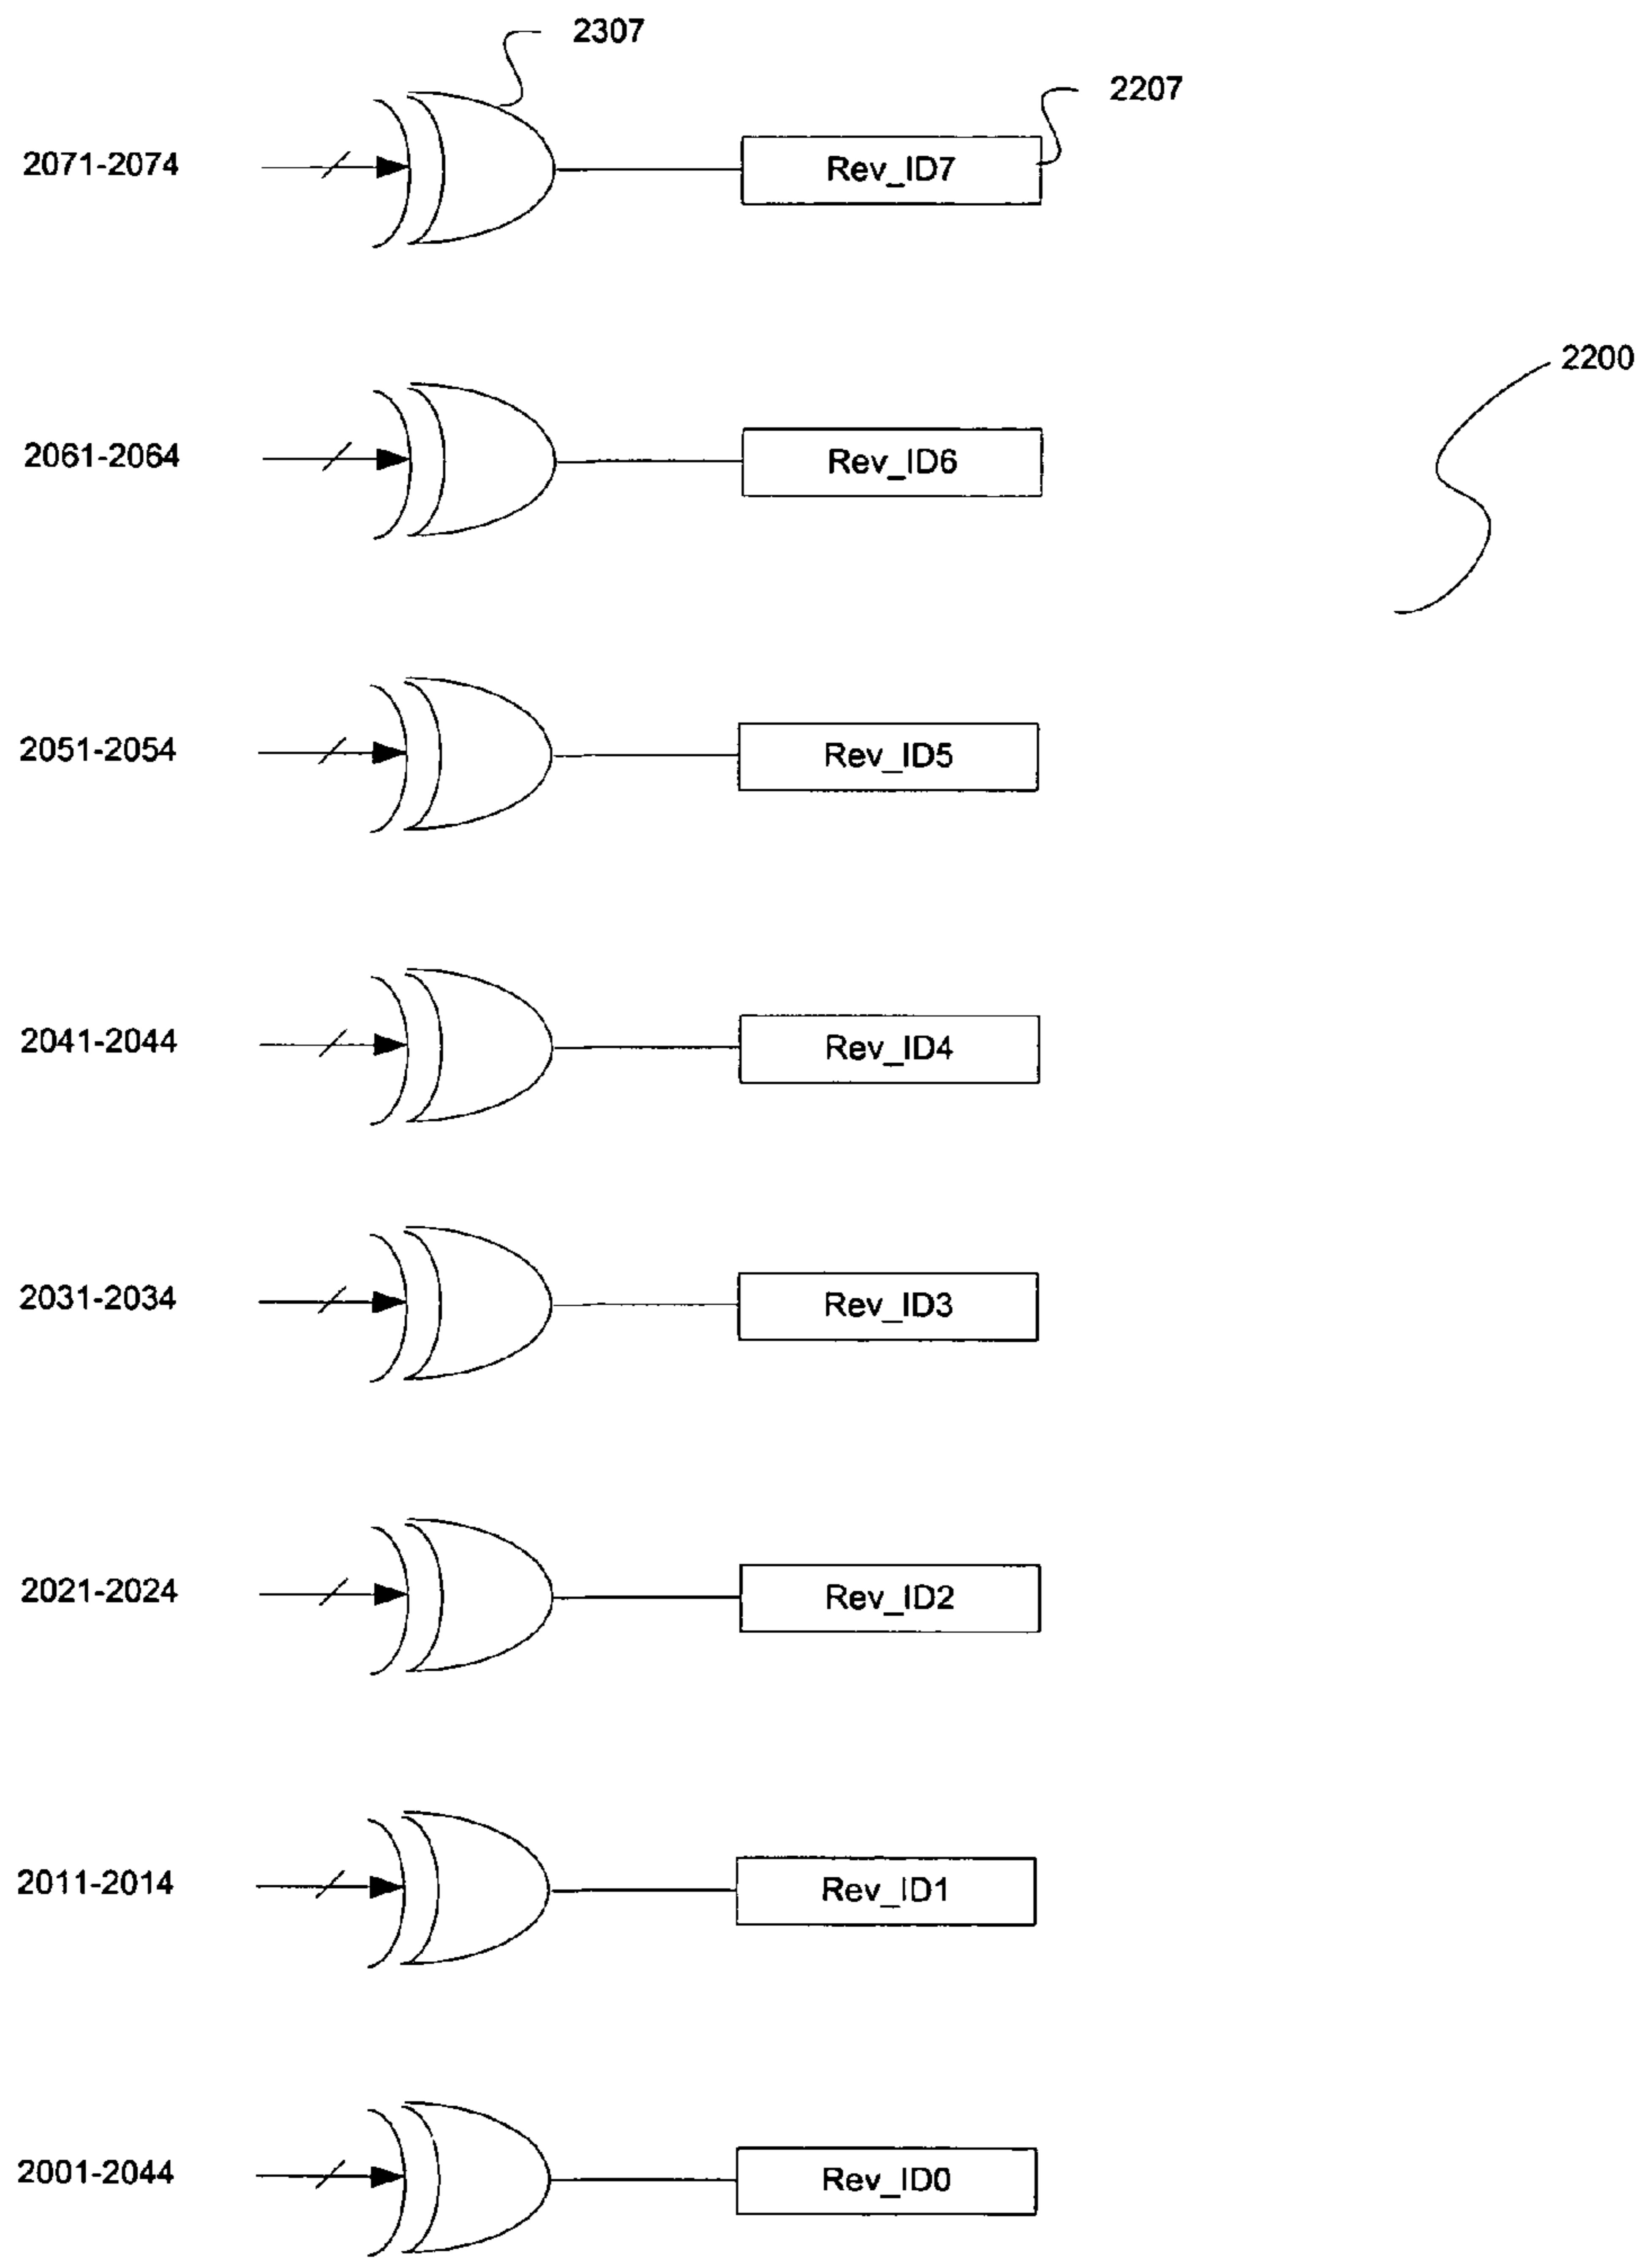 2307
2207
2071-2074
Rev_ID7
2200
2061-2064
Rev_ID6
2051-2054
Rev_ID5
2041-2044
Rev_ID4
2031-2034
Rev_ID3
2021-2024
Rev_ID2
2011-2014
Rev_ID1
2001-2044
Rev_ID0